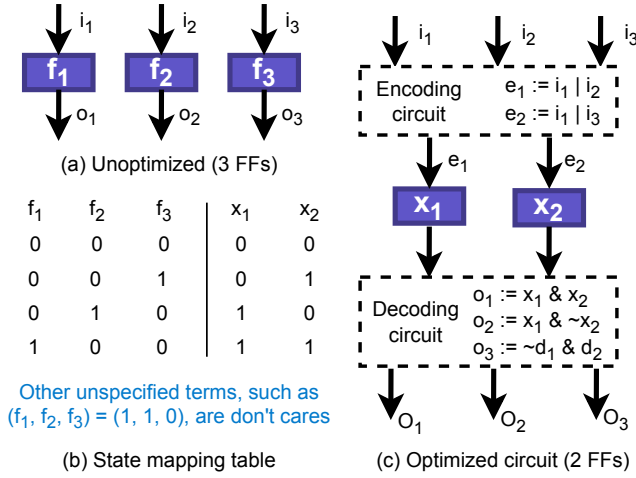 i1 i2 i3
f1 f2 f3
o1 o2 o3
(a) Unoptimized (3 FFs)
f1 f2 f3 x1 x2
0 0 0 0 0
0 0 1 0 1
0 1 0 1 0
1 0 0 1 1
Other unspecified terms, such as
(f1, f2, f3) = (1, 1, 0), are don't cares
(b) State mapping table
i1 i2 i3
Encoding
circuit
e1 := i1 | i2
e2 := i1 | i3
e1 e2
x1 x2
Decoding
circuit
o1 := x1 & x2
o2 := x1 & ~x2
o3 := ~d1 & d2
O1 O2 O3
(c) Optimized circuit (2 FFs)